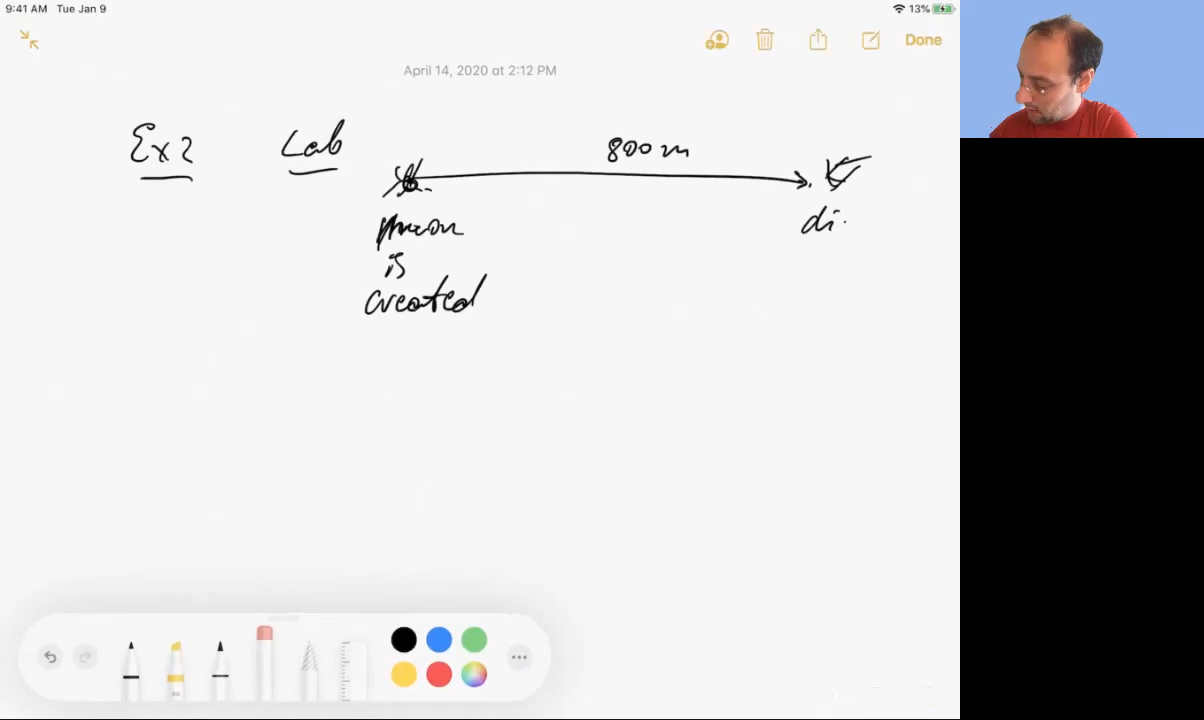 9:41 AM Tue Jan 9
13%
Done
April 14, 2020 at 2:12 PM
Ex 2 Lab
800 m
is
created
di